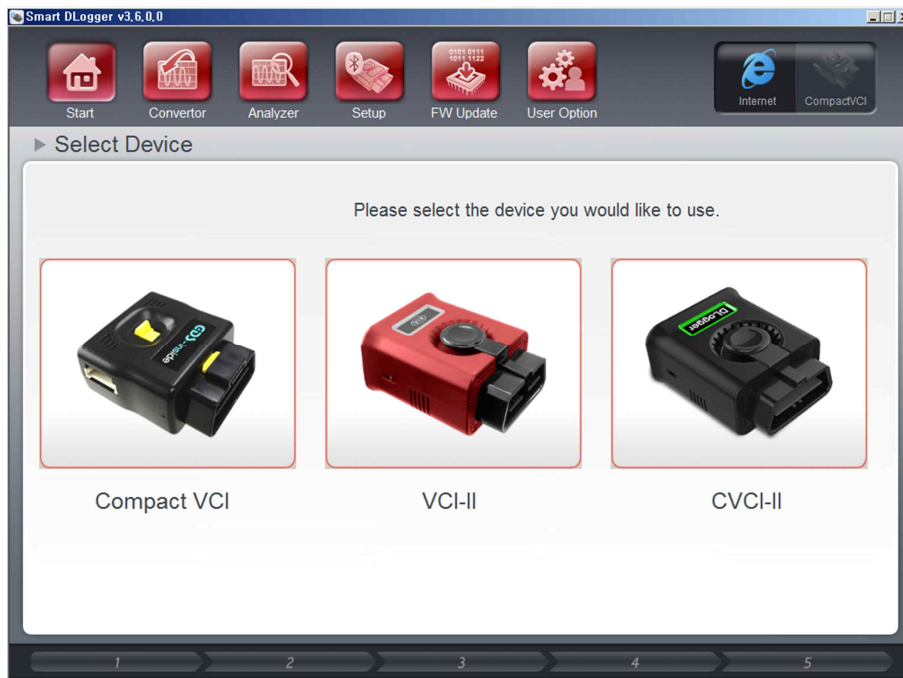 Smart DLogger v3,6,0,0
0101 0111
1011 1122
Start Convertor Analyzer Setup FW Update User Option Internet CompactVCI
Select Device
Please select the device you would like to use.
GDS inside
DLogger
Compact VCI VCI-II CVCI-II
1 2 3 4 5